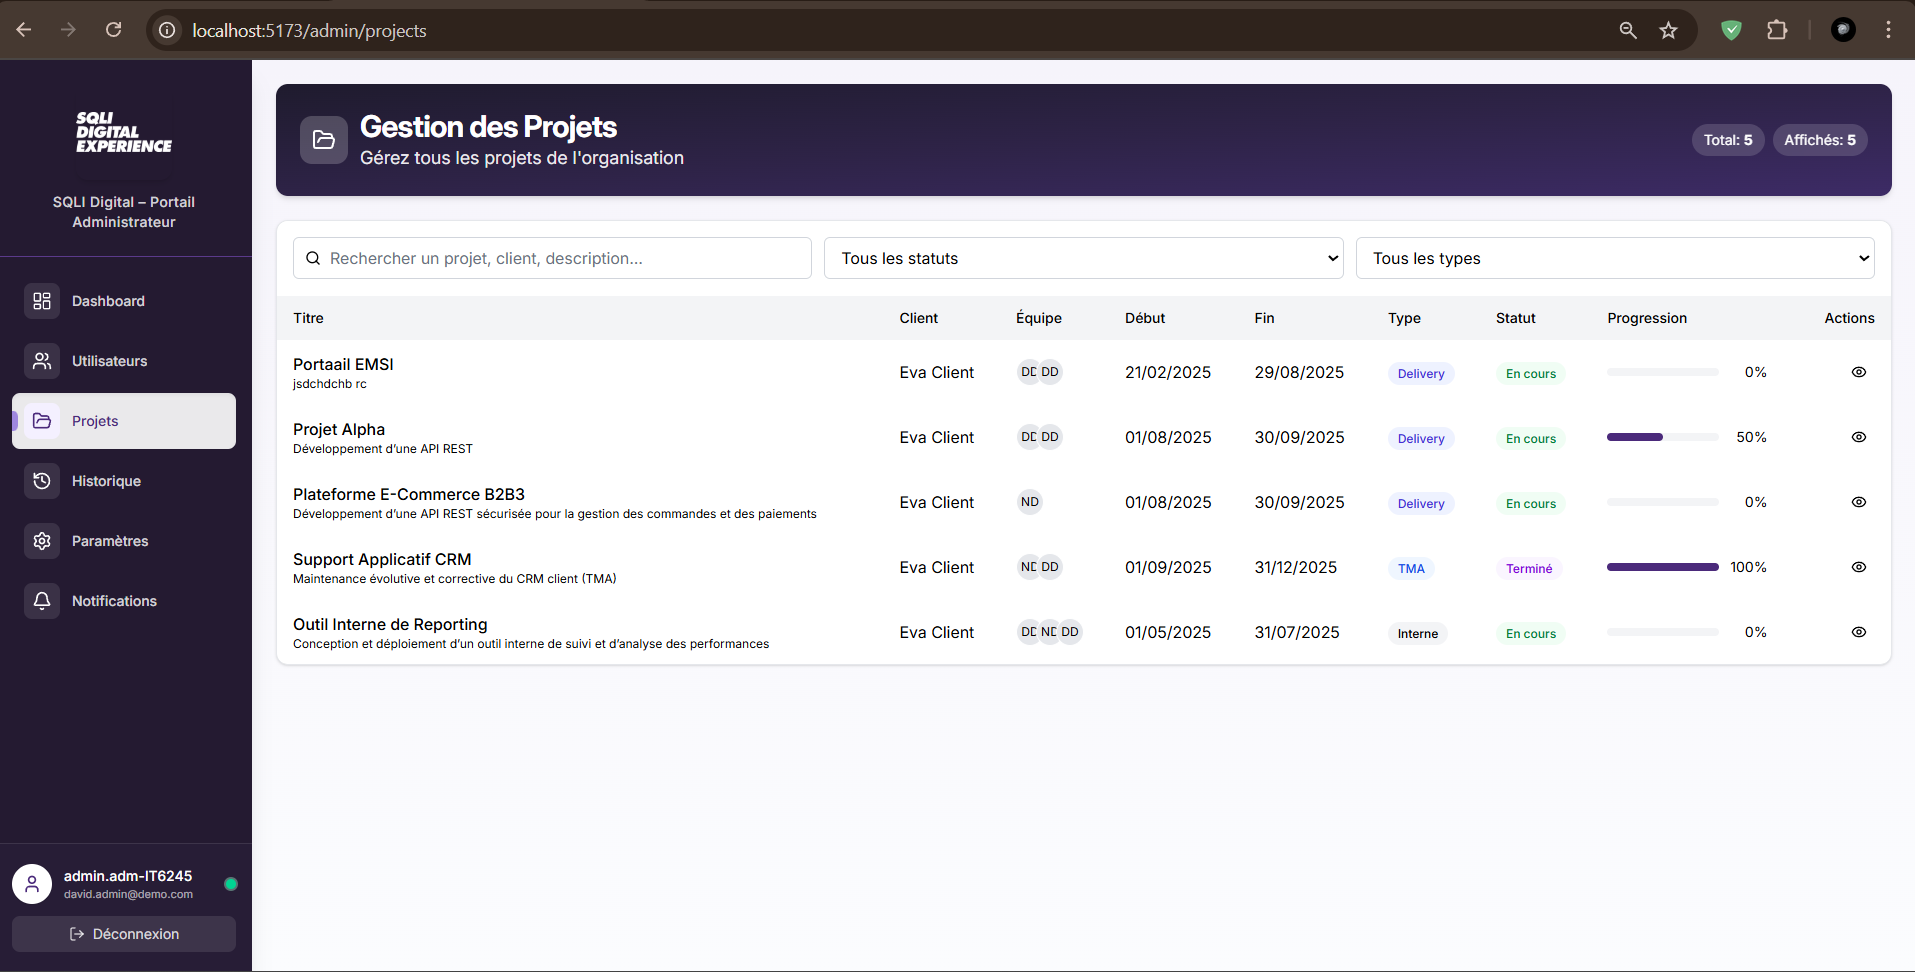 localhost:5173/admin/projects
SQLI
DIGITAL
EXPERIENCE
SQLI Digital – Portail
Administrateur
Dashboard
Utilisateurs
Projets
Historique
Paramètres
Notifications
admin.adm-IT6245
david.admin@demo.com
Déconnexion
Gestion des Projets
Gérez tous les projets de l'organisation
Total: 5 Affichés: 5
Rechercher un projet, client, description... Tous les statuts Tous les types
Titre Client Équipe Début Fin Type Statut Progression Actions
Portaail EMSI
jsdchdchb rc
Eva Client DD DD 21/02/2025 29/08/2025 Delivery En cours 0%
Projet Alpha
Développement d’une API REST
Eva Client DD DD 01/08/2025 30/09/2025 Delivery En cours 50%
Plateforme E-Commerce B2B3
Développement d’une API REST sécurisée pour la gestion des commandes et des paiements
Eva Client ND 01/08/2025 30/09/2025 Delivery En cours 0%
Support Applicatif CRM
Maintenance évolutive et corrective du CRM client (TMA)
Eva Client ND DD 01/09/2025 31/12/2025 TMA Terminé 100%
Outil Interne de Reporting
Conception et déploiement d’un outil interne de suivi et d’analyse des performances
Eva Client DD ND DD 01/05/2025 31/07/2025 Interne En cours 0%